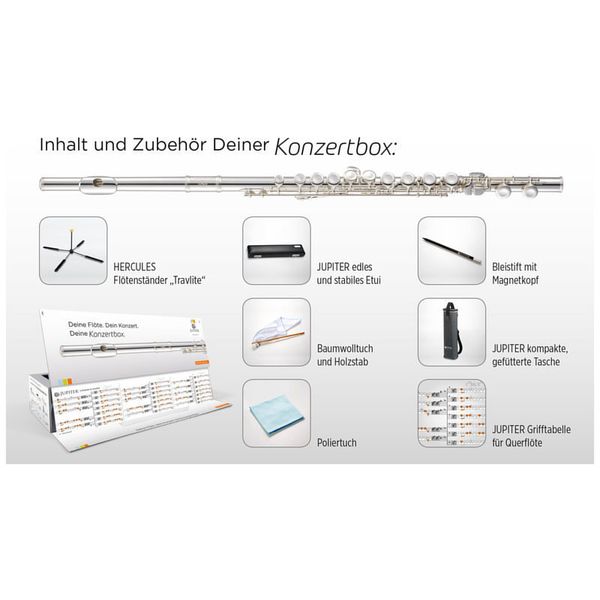 Inhalt und Zubehör Deiner Konzertbox:
HERCULES
Flötenständer „Travlite“
JUPITER edles
und stabiles Etui
Bleistift mit
Magnetkopf
Deine Flöte. Dein Konzert.
Deine Konzertbox.
JUPITER
Baumwolltuch
und Holzstab
JUPITER kompakte,
gefütterte Tasche
Poliertuch
JUPITER Grifftabelle
für Querflöte